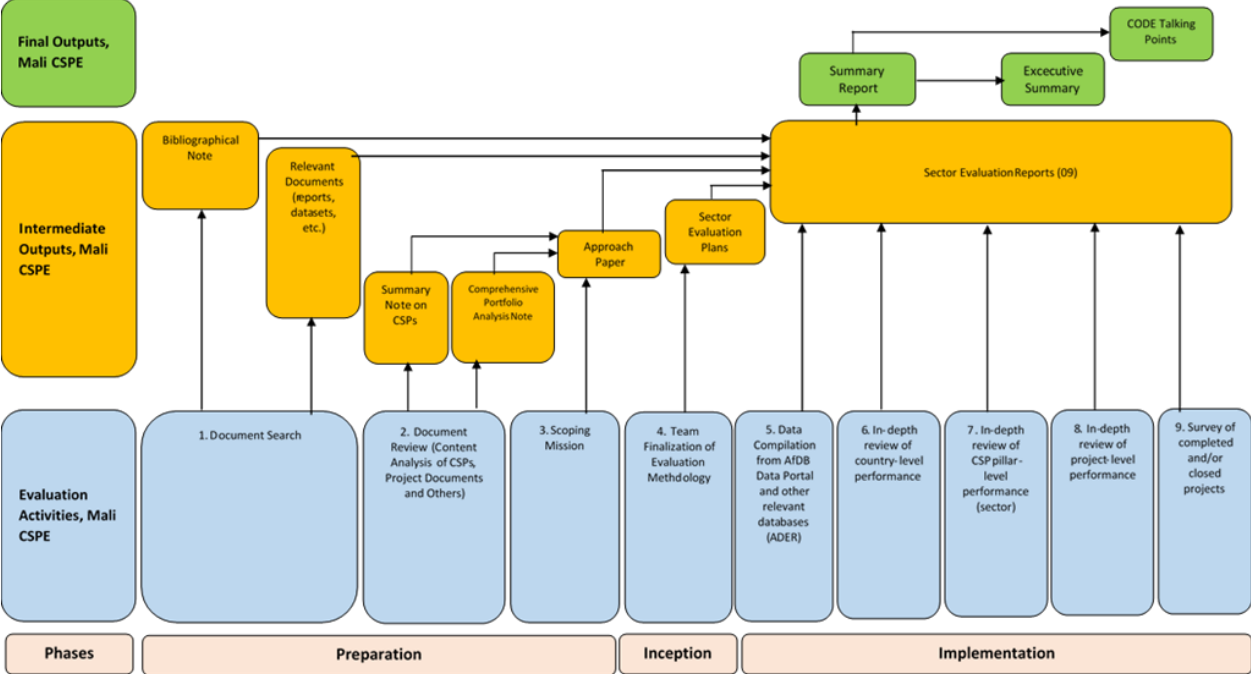 Final Outputs,
Mali CSPE
CODE Talking
Points
Summary
Report
Excecutive
Summary
Intermediate
Outputs, Mali
CSPE
Bibliographical
Note
Relevant
Documents
(reports,
datasets,
etc.)
Summary
Note on
CSPs
Comprehensive
Portfolio
Analysis Note
Approach
Paper
Sector
Evaluation
Plans
Sector Evaluation Reports (09)
Evaluation
Activities, Mali
CSPE
1. Document Search
2. Document
Review (Content
Analysis of CSPs,
Project Documents
and Others)
3. Scoping
Mission
4. Team
Finalization of
Evaluation
Methdology
5. Data
Compilation
from AfDB
Data Portal
and other
relevant
databases
(ADER)
6. In-depth
review of
country-level
performance
7. In-depth
review of
CSP pillar-
level
performance
(sector)
8. In-depth
review of
project-level
performance
9. Survey of
completed
and/or
closed
projects
Phases
Preparation
Inception
Implementation